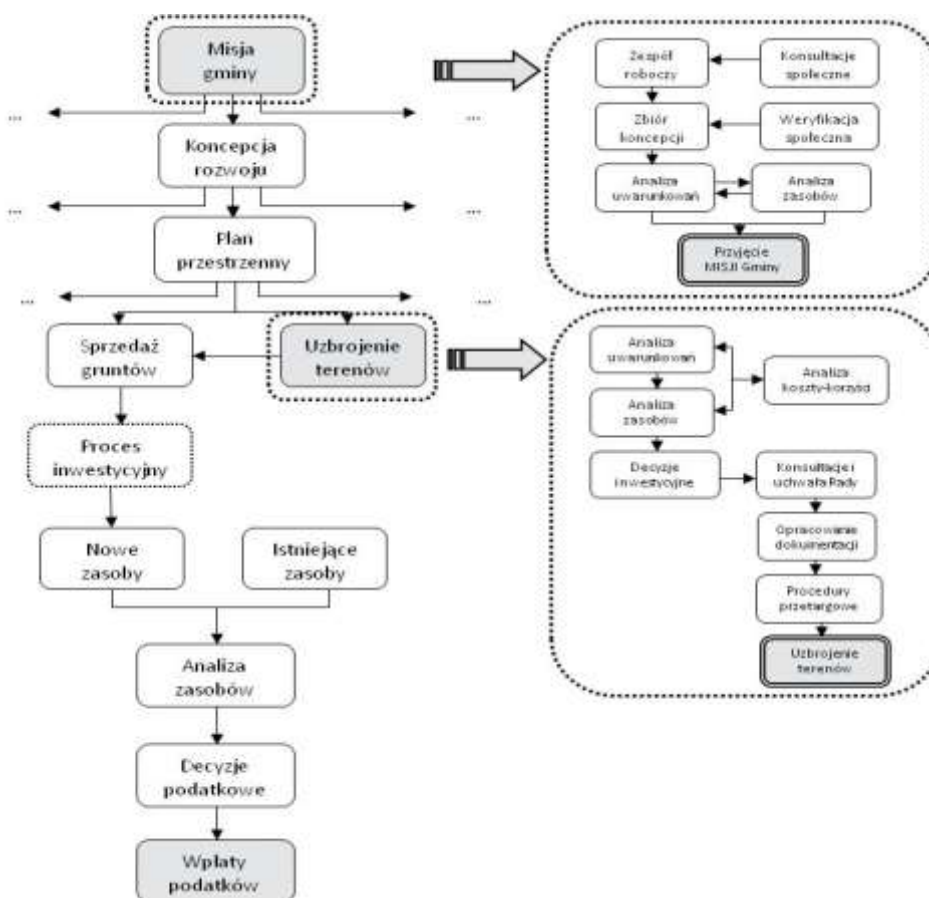 Misja
gminy
...
...
Koncepcja
rozwoju
...
...
Plan
przestrzenny
...
...
Sprzedaż
gruntów
Uzbrojenie
terenów
Proces
inwestycyjny
Nowe
zasoby
Istniejące
zasoby
Analiza
zasobów
Decyzje
podatkowe
Wpłaty
podatków
Zespół
roboczy
Konsultacje
społeczne
Zbiór
koncepcji
Weryfikacja
społeczna
Analiza
uwarunkowań
Analiza
zasobów
Przyjęcie
MISJI Gminy
Analiza
uwarunkowań
Analiza
koszty-korzyści
Analiza
zasobów
Decyzje
inwestycyjne
Konsultacje i
uchwała Rady
Opracowanie
dokumentacji
Procedury
przetargowe
Uzbrojenie
terenów